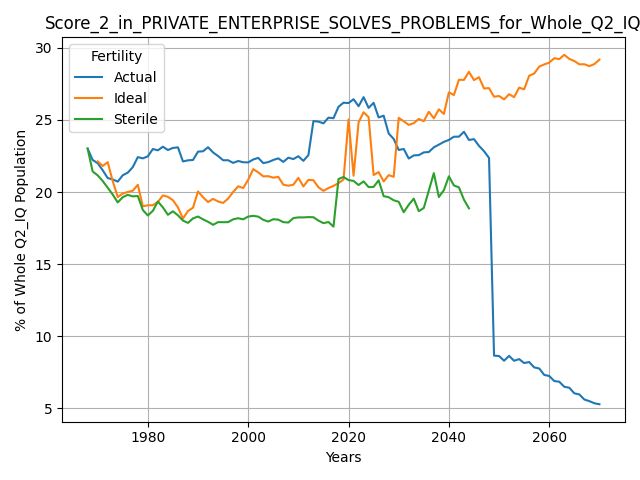 Score_2_in_PRIVATE_ENTERPRISE_SOLVES_PROBLEMS_for_Whole_Q2_IQ
% of Whole Q2_IQ Population
30
25
20
15
10
5
Fertility
Actual
Ideal
Sterile
1980
2000
2020
2040
2060
Years